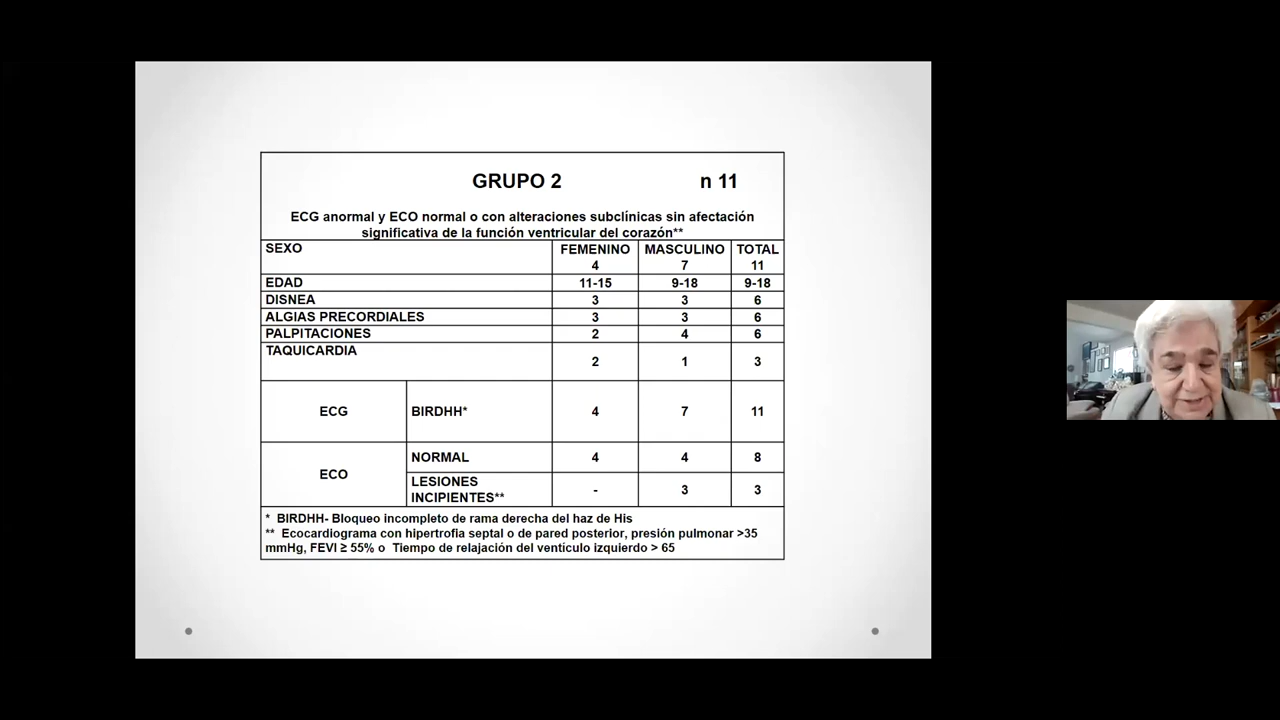 GRUPO 2 n 11
ECG anormal y ECO normal o con alteraciones subclínicas sin afectación
significativa de la función ventricular del corazón**
SEXO FEMENINO MASCULINO TOTAL
4 7 11
EDAD 11-15 9-18 9-18
DISNEA 3 3 6
ALGIAS PRECORDIALES 3 3 6
PALPITACIONES 2 4 6
TAQUICARDIA 2 1 3
ECG BIRDHH* 4 7 11
ECO NORMAL 4 4 8
LESIONES
INCIPIENTES** - 3 3
* BIRDHH- Bloqueo incompleto de rama derecha del haz de His
** Ecocardiograma con hipertrofia septal o de pared posterior, presión pulmonar >35
mmHg, FEVI ≥ 55% o Tiempo de relajación del ventículo izquierdo > 65